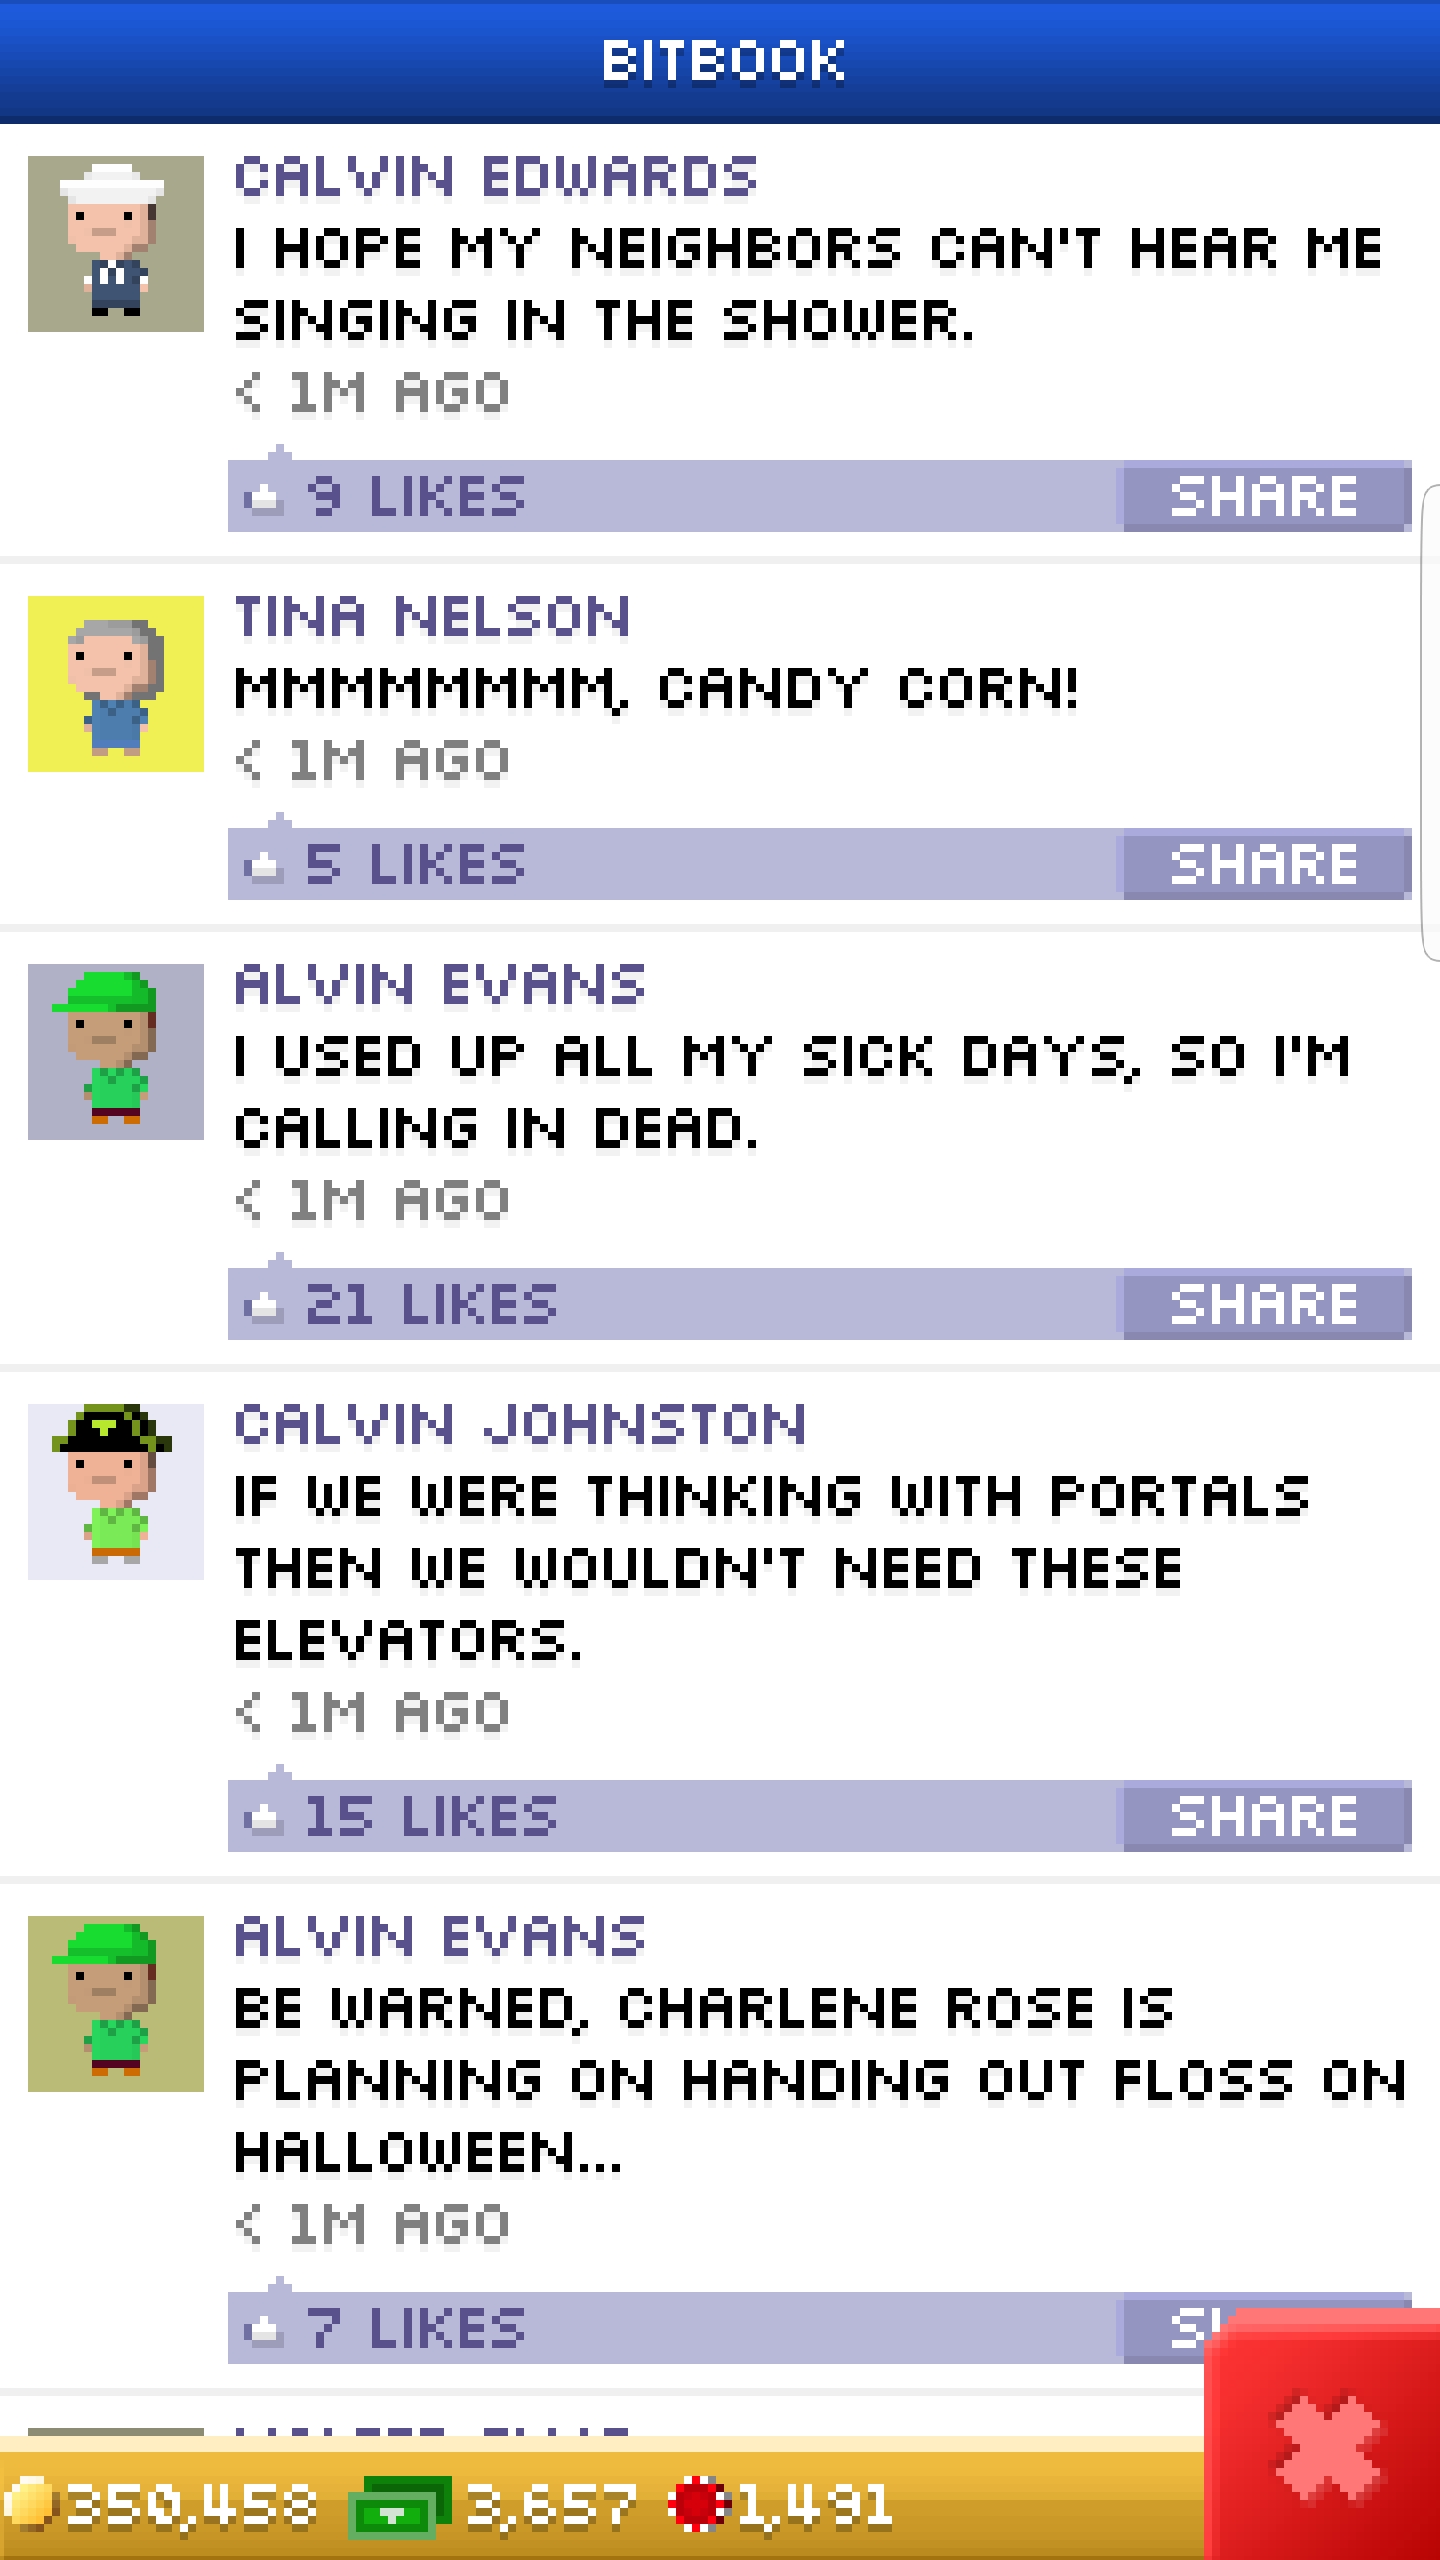 BITBOOK
CALVIN EDWARDS
I HOPE MY NEIGHBORS CAN'T HEAR ME
SINGING IN THE SHOWER.
< 1M AGO
9 LIKES
SHARE
TINA NELSON
MMMMMMMM, CANDY CORN!
< 1M AGO
5 LIKES
SHARE
ALVIN EVANS
I USED UP ALL MY SICK DAYS, SO I'M
CALLING IN DEAD.
< 1M AGO
21 LIKES
SHARE
CALVIN JOHNSTON
IF WE WERE THINKING WITH PORTALS
THEN WE WOULDN'T NEED THESE
ELEVATORS.
< 1M AGO
15 LIKES
SHARE
ALVIN EVANS
BE WARNED, CHARLENE ROSE IS
PLANNING ON HANDING OUT FLOSS ON
HALLOWEEN...
< 1M AGO
7 LIKES
350,458 3,657 1,491